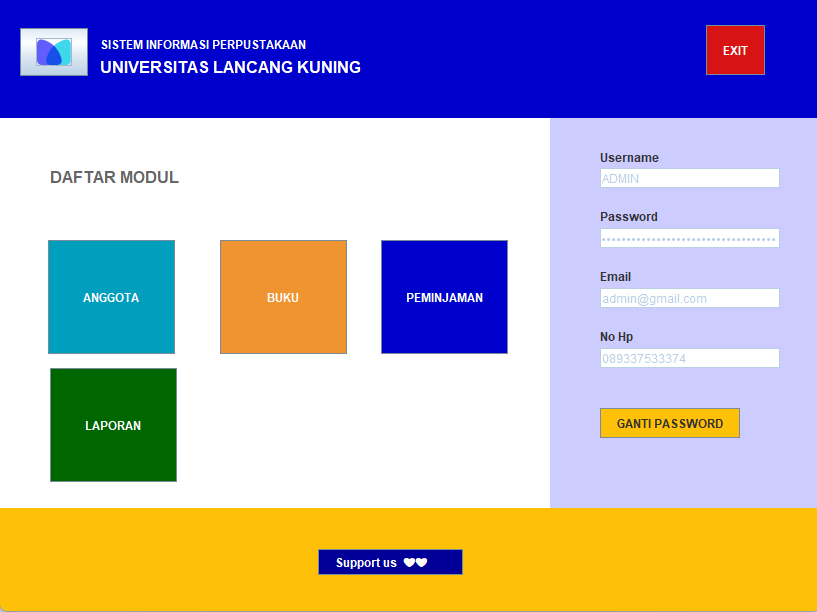 SISTEM INFORMASI PERPUSTAKAAN
UNIVERSITAS LANCANG KUNING
EXIT
DAFTAR MODUL
ANGGOTA
BUKU
PEMINJAMAN
LAPORAN
Username
ADMIN
Password
Email
admin@gmail.com
No Hp
089337533374
GANTI PASSWORD
Support us